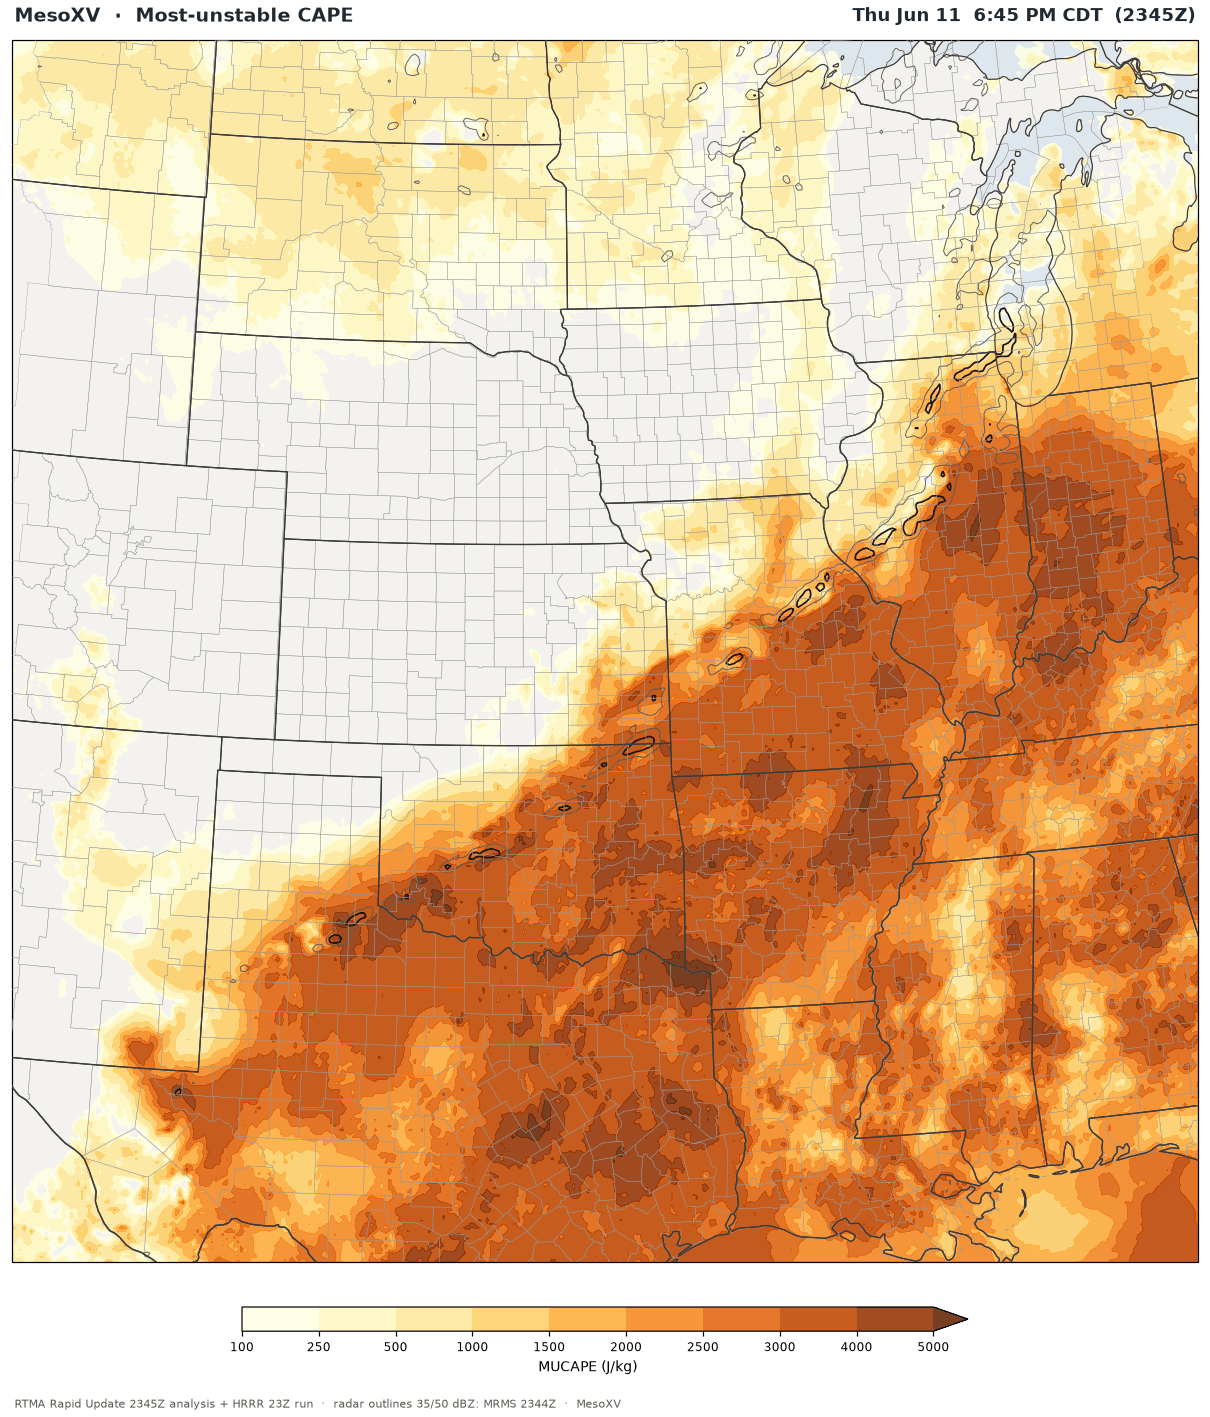 MesoXV · Most-unstable CAPE
Thu Jun 11 6:45 PM CDT (2345Z)
100 250 500 1000 1500 2000 2500 3000 4000 5000
MUCAPE (J/kg)
RTMA Rapid Update 2345Z analysis + HRRR 23Z run · radar outlines 35/50 dBZ: MRMS 2344Z · MesoXV